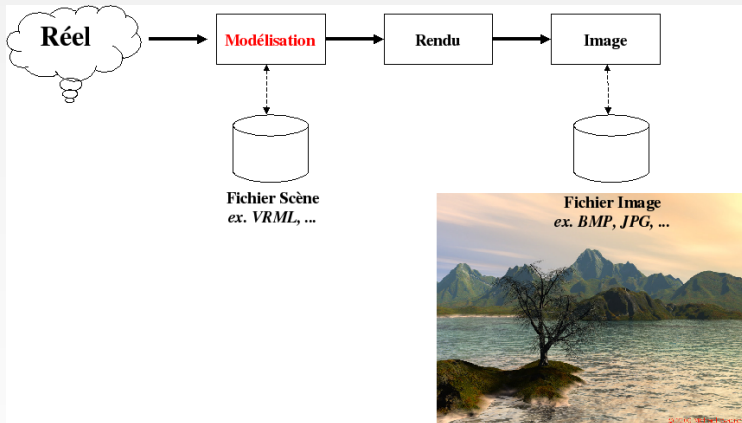 Réel
Modélisation
Rendu
Image
Fichier Scène
ex. VRML, ...
Fichier Image
ex. BMP, JPG, ...